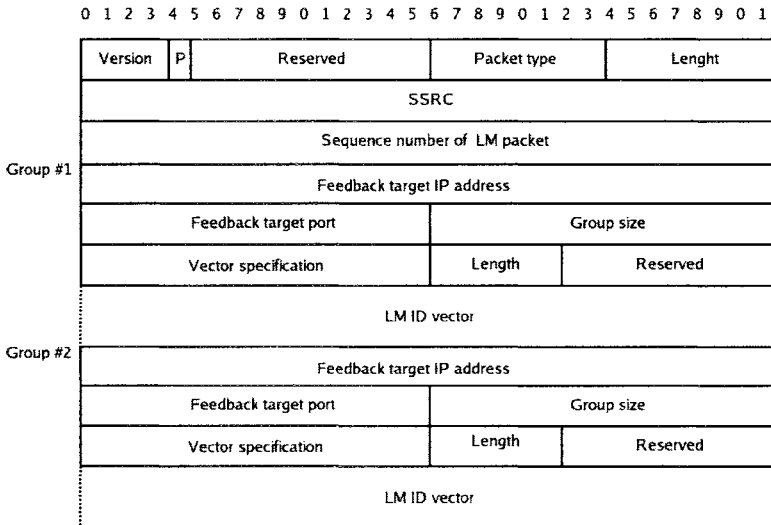 0 1 2 3 4 5 6 7 8 9 0 1 2 3 4 5 6 7 8 9 0 1 2 3 4 5 6 7 8 9 0 1
Version P Reserved Packet type Lenght
SSRC
Sequence number of LM packet
Group #1
Feedback target IP address
Feedback target port Group size
Vector specification Length Reserved
LM ID vector
Group #2
Feedback target IP address
Feedback target port Group size
Vector specification Length Reserved
LM ID vector